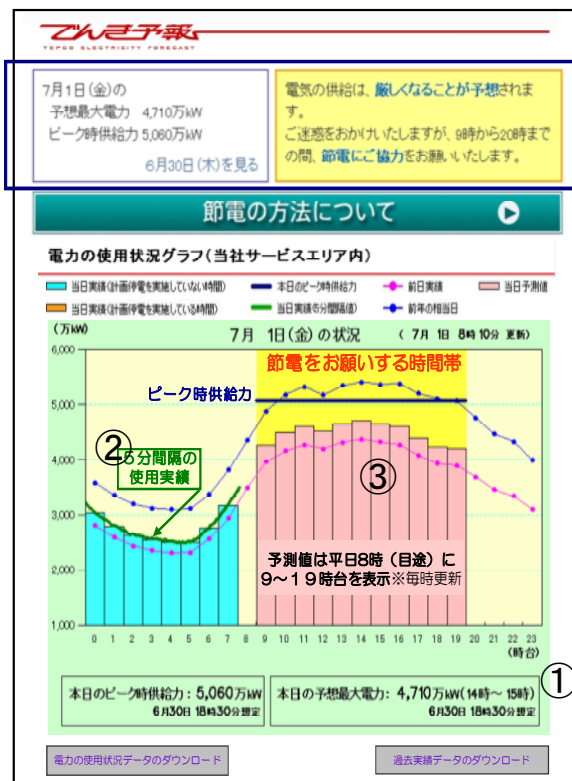 でんき予報
TEPCO ELECTRICITY FORECAST
7月1日(金)の
予想最大電力 4,710万kW
ピーク時供給力 5,060万kW
6月30日(木)を見る
電気の供給は、厳しくなることが予想されま
す。
ご迷惑をおかけいたしますが、9時から20時まで
の間、節電にご協力をお願いいたします。
節電の方法について
電力の使用状況グラフ(当社サービスエリア内)
当日実績(計画停電を実施していない時間) 本日のピーク時供給力 前日実績 当日予測値
当日実績(計画停電を実施している時間) 当日実績(5分間隔値) 前年の相当日
(万kW) 7月 1日(金)の状況 ( 7月 1日 8時 10分 更新)
6,000
節電をお願いする時間帯
ピーク時供給力
5,000
②
5分間隔の
使用実績
4,000
③
3,000
予測値は平日8時(目途)に
9~19時台を表示※毎時更新
2,000
1,000
0 1 2 3 4 5 6 7 8 9 10 11 12 13 14 15 16 17 18 19 20 21 22 23
(時台)
①
本日のピーク時供給力: 5,060万kW 本日の予想最大電力: 4,710万kW(14時~ 15時)
6月30日 18時30分想定 6月30日 18時30分想定
電力の使用状況データのダウンロード 過去実績データのダウンロード